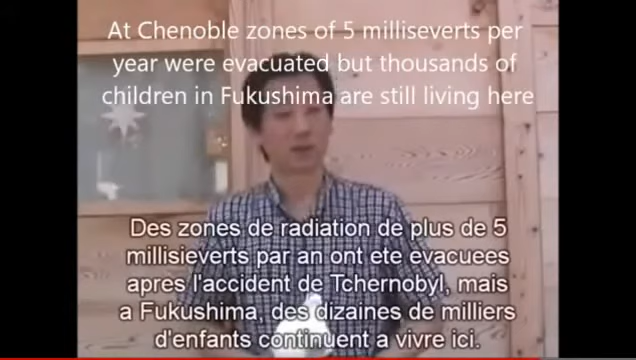 At Chenoble zones of 5 milliseverts per
year were evacuated but thousands of
children in Fukushima are still living here
Des zones de radiation de plus de 5
millisieverts par an ont ete evacuees
apres l'accident de Tchernobyl, mais
a Fukushima, des dizaines de milliers
d'enfants continuent a vivre ici.